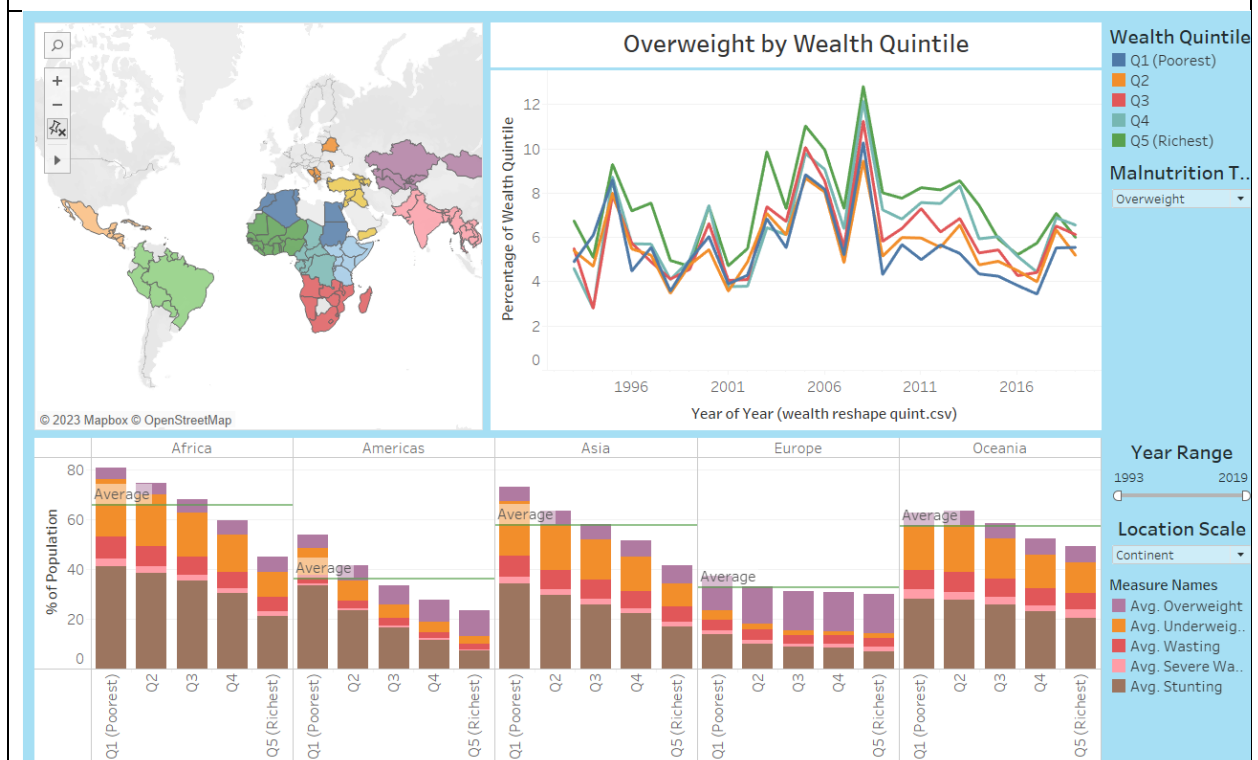 Overweight by Wealth Quintile
Percentage of Wealth Quintile
12
10
8
6
4
2
0
1996 2001 2006 2011 2016
Year of Year (wealth reshape quint.csv)
© 2023 Mapbox © OpenStreetMap
Wealth Quintile
Q1 (Poorest)
Q2
Q3
Q4
Q5 (Richest)
Malnutrition T..
Overweight
Africa Americas Asia Europe Oceania
% of Population
80
60
40
20
0
Average
Average
Average
Average
Average
Q1 (Poorest) Q2 Q3 Q4 Q5 (Richest)
Q1 (Poorest) Q2 Q3 Q4 Q5 (Richest)
Q1 (Poorest) Q2 Q3 Q4 Q5 (Richest)
Q1 (Poorest) Q2 Q3 Q4 Q5 (Richest)
Q1 (Poorest) Q2 Q3 Q4 Q5 (Richest)
Year Range
1993 2019
Location Scale
Continent
Measure Names
Avg. Overweight
Avg. Underweig..
Avg. Wasting
Avg. Severe Wa..
Avg. Stunting